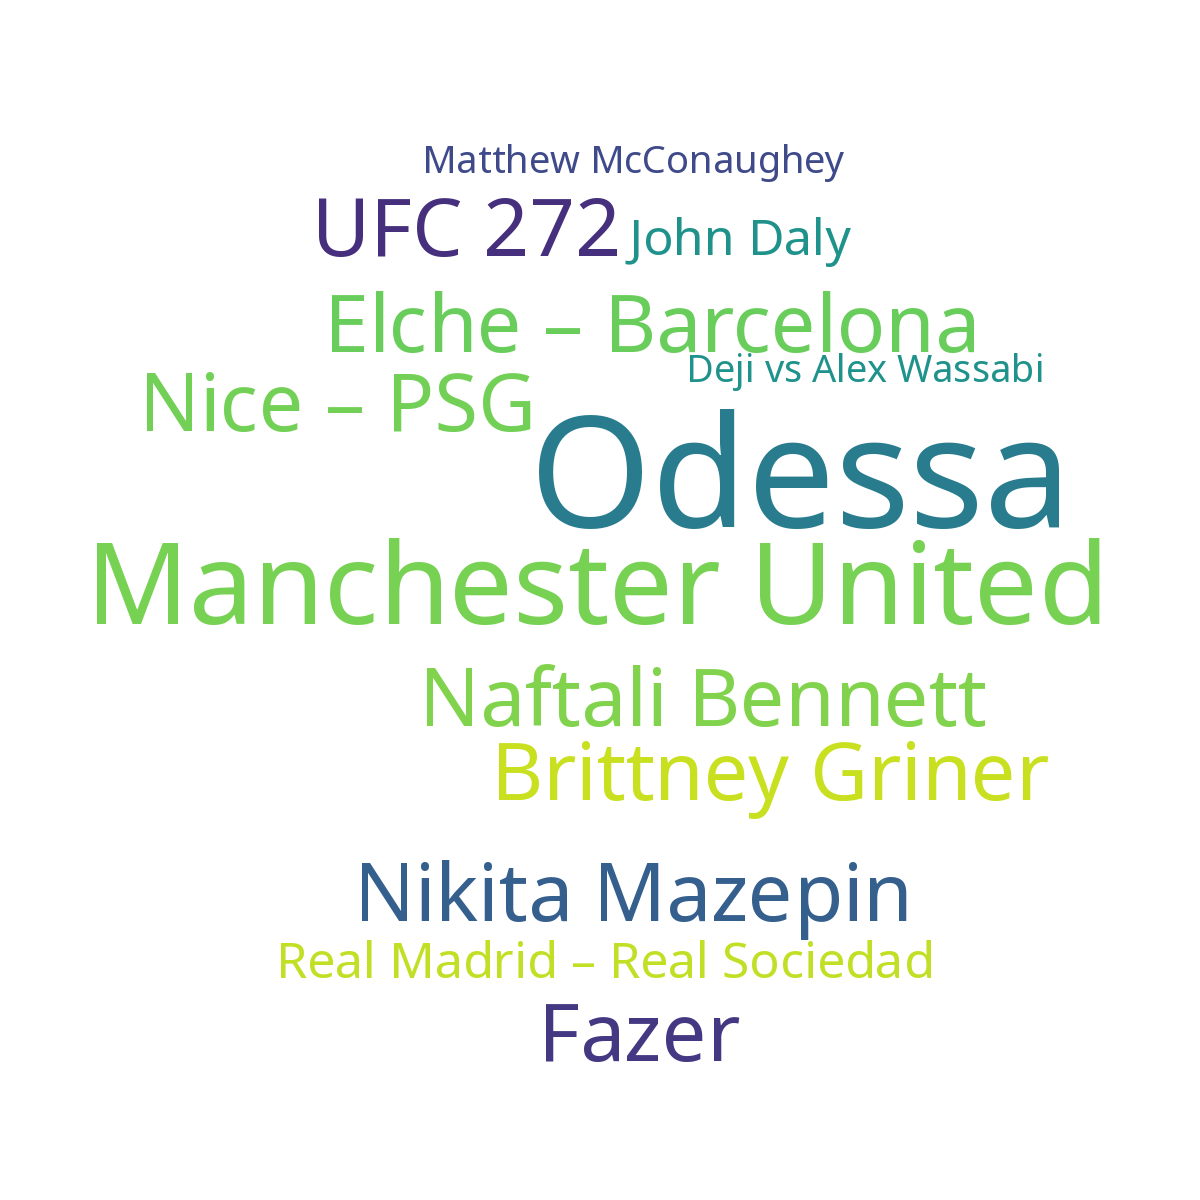 Matthew McConaughey
UFC 272
John Daly
Elche – Barcelona
Deji vs Alex Wassabi
Nice – PSG
Odessa
Manchester United
Naftali Bennett
Brittney Griner
Nikita Mazepin
Real Madrid – Real Sociedad
Fazer